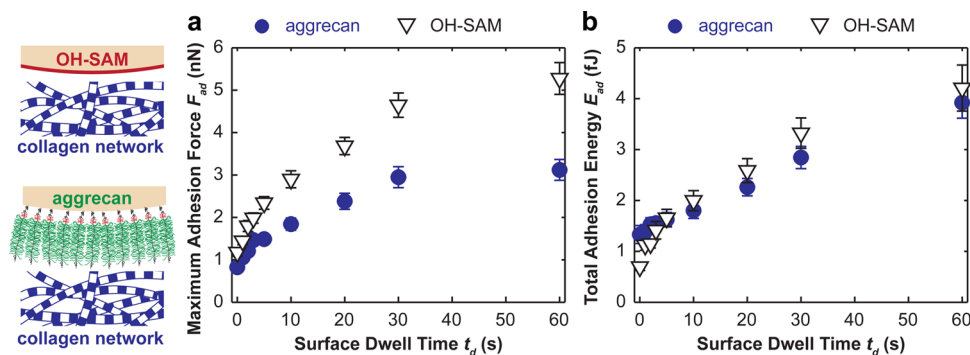 OH-SAM
collagen network
aggrecan
collagen network
a
aggrecan
OH-SAM
Maximum Adhesion Force F_ad (nN)
6
5
4
3
2
1
0
0 10 20 30 40 50 60
Surface Dwell Time t_d (s)
b
aggrecan
OH-SAM
Total Adhesion Energy E_ad (fJ)
5
4
3
2
1
0
0 10 20 30 40 50 60
Surface Dwell Time t_d (s)